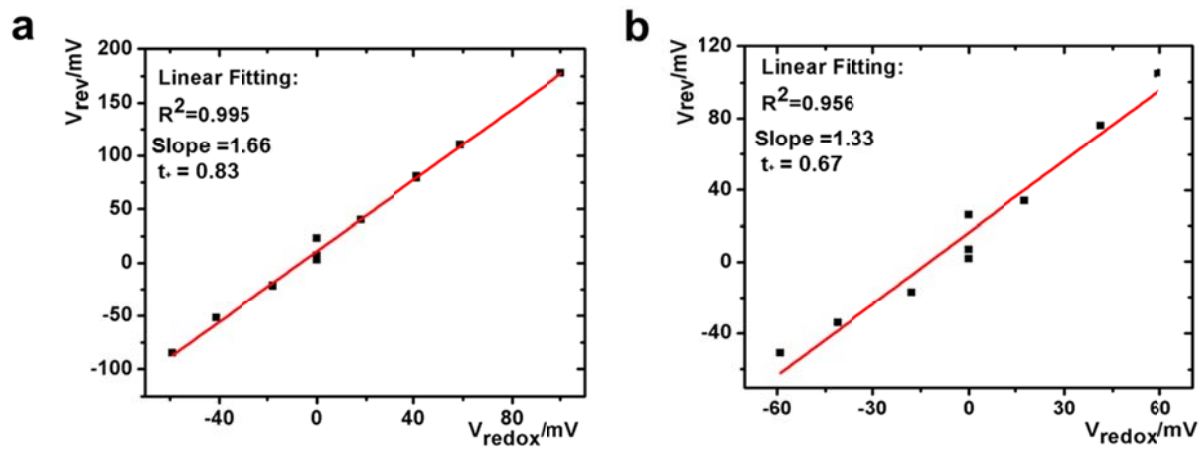 a
V_rev/mV
200
150
100
50
0
-50
-100
Linear Fitting:
R²=0.995
Slope =1.66
t₊ = 0.83
-40
0
40
80
V_redox/mV
b
Vrev/mV
120
80
40
0
-40
Linear Fitting:
R²=0.956
Slope =1.33
t₊ = 0.67
-60
-30
0
30
60
V_redox/mV